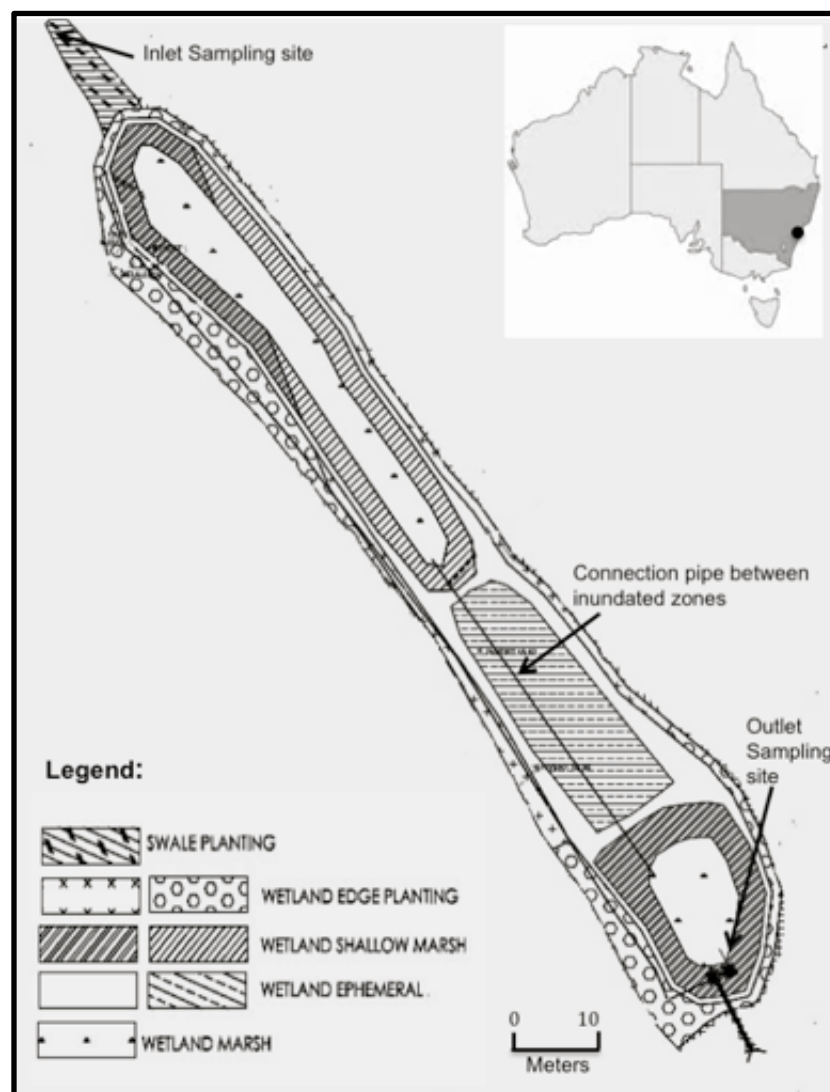 Inlet Sampling site
Connection pipe between
inundated zones
Outlet
Sampling
site
Legend:
SWALE PLANTING
WETLAND EDGE PLANTING
WETLAND SHALLOW MARSH
WETLAND EPHEMERAL .
WETLAND MARSH
0 10
Meters